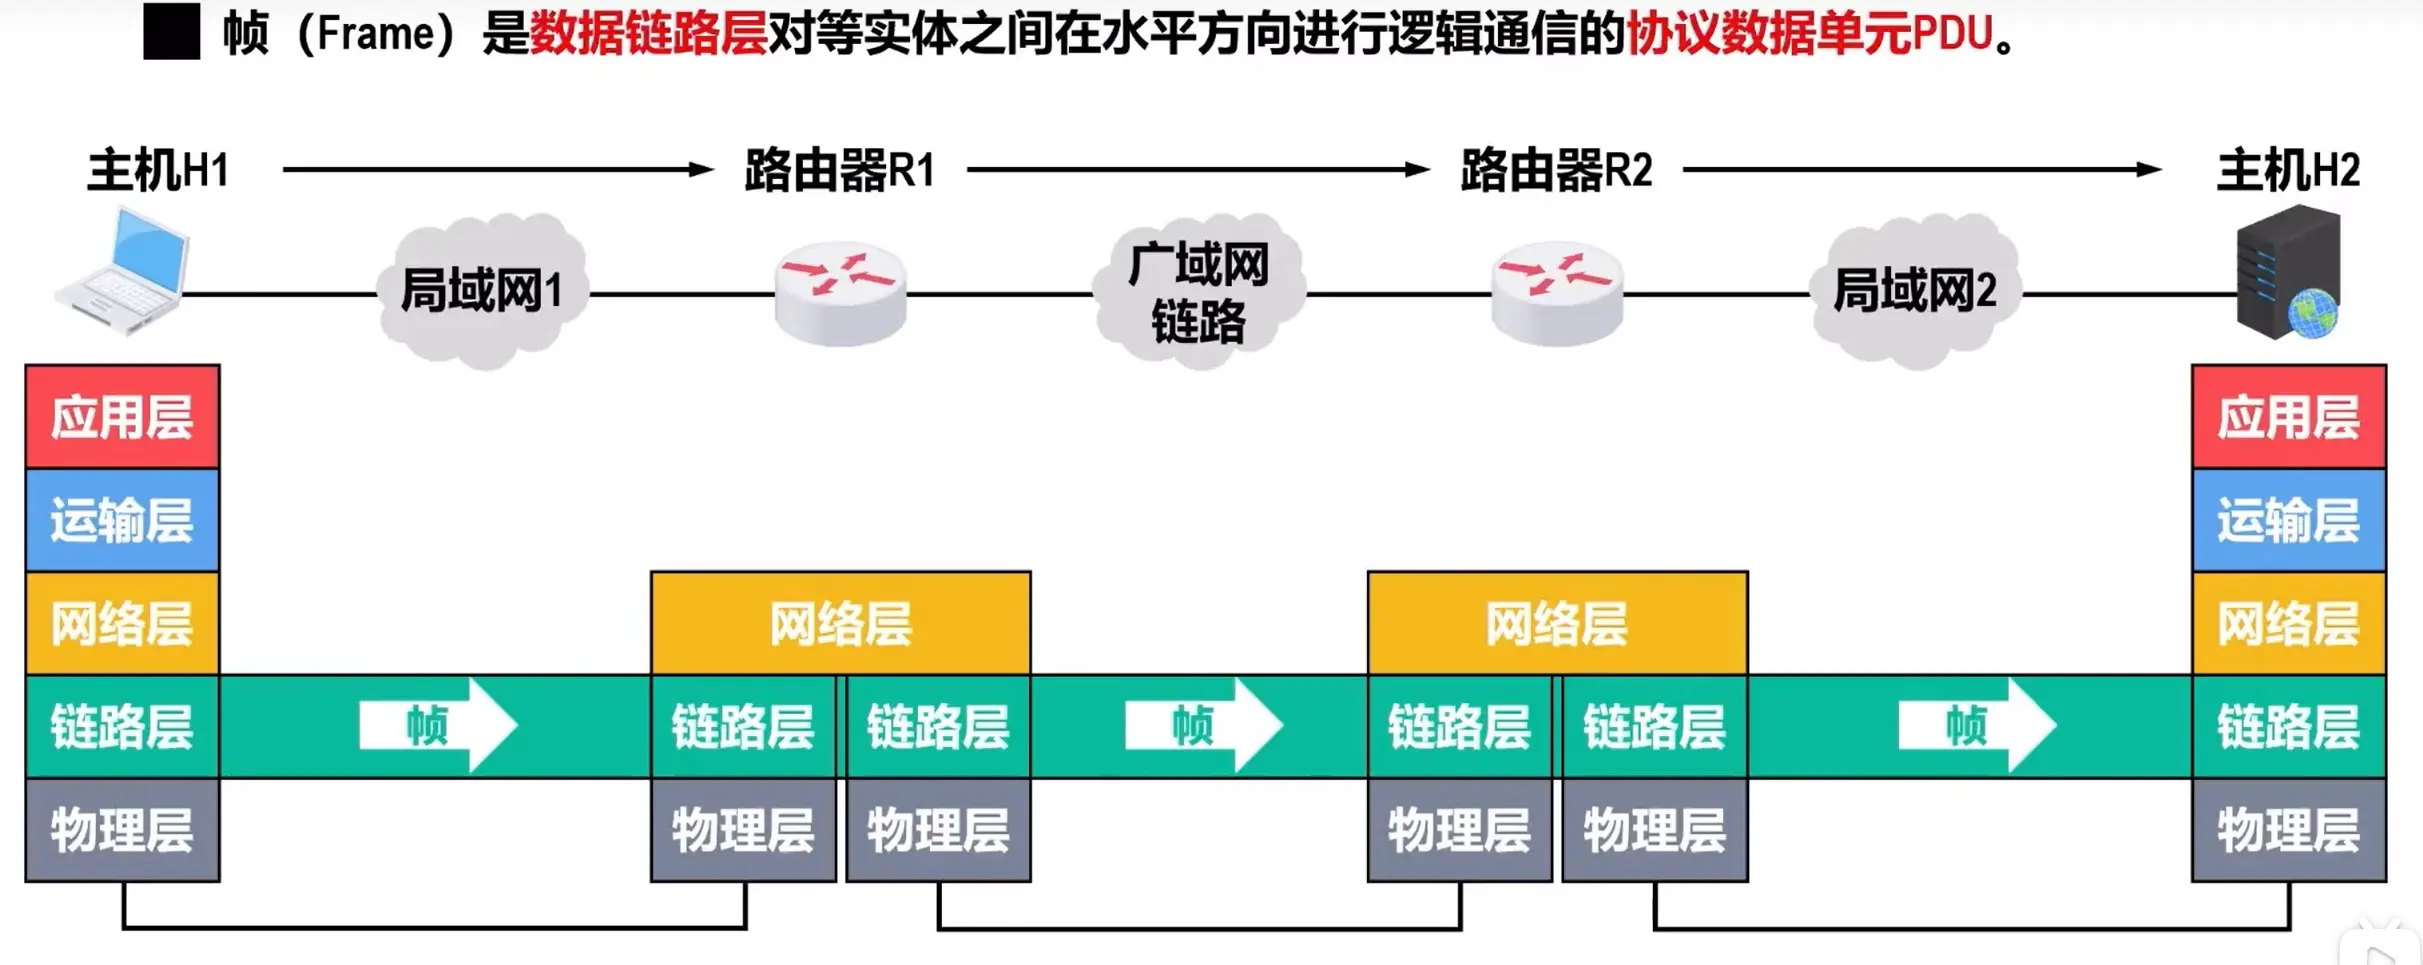 帧（Frame）是数据链路层对等实体之间在水平方向进行逻辑通信的协议数据单元PDU。
主机H1 路由器R1 路由器R2 主机H2
局域网1 广域网链路 局域网2
应用层 应用层
运输层 运输层
网络层 网络层 网络层 网络层
链路层 帧 链路层 链路层 帧 链路层 链路层 帧 链路层
物理层 物理层 物理层 物理层 物理层 物理层